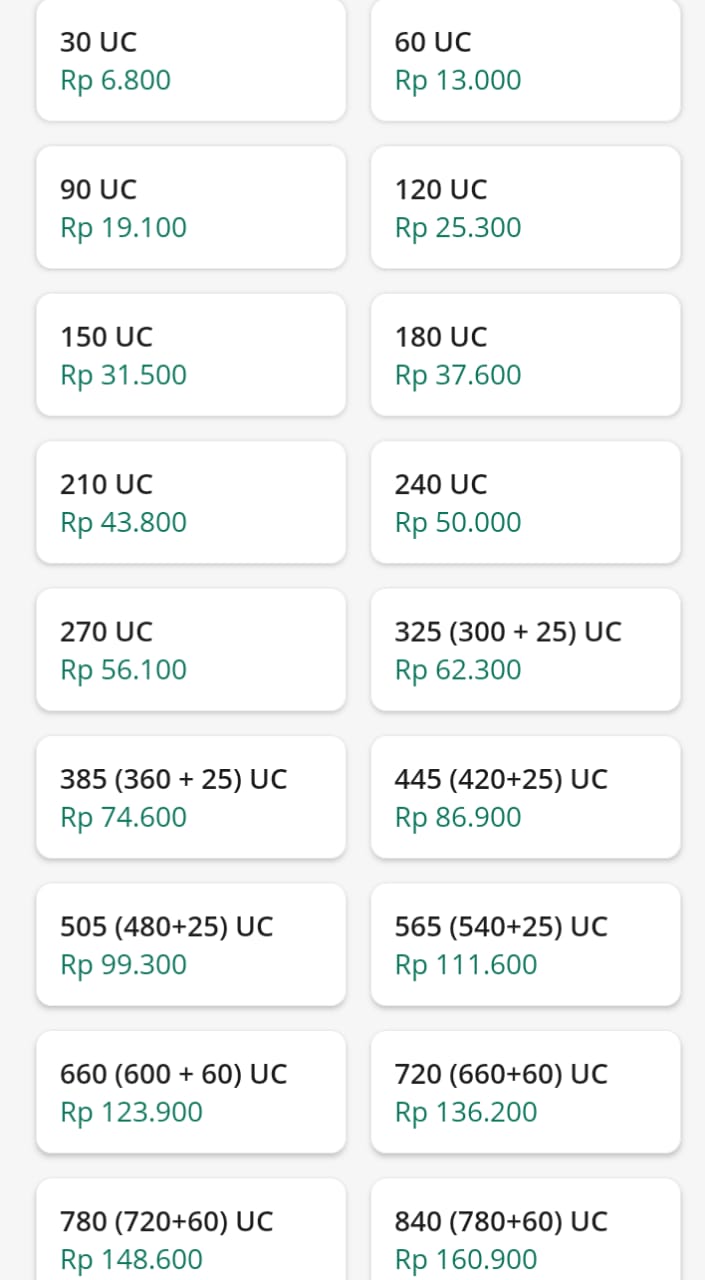 30 UC
Rp 6.800
60 UC
Rp 13.000
90 UC
Rp 19.100
120 UC
Rp 25.300
150 UC
Rp 31.500
180 UC
Rp 37.600
210 UC
Rp 43.800
240 UC
Rp 50.000
270 UC
Rp 56.100
325 (300 + 25) UC
Rp 62.300
385 (360 + 25) UC
Rp 74.600
445 (420+25) UC
Rp 86.900
505 (480+25) UC
Rp 99.300
565 (540+25) UC
Rp 111.600
660 (600 + 60) UC
Rp 123.900
720 (660+60) UC
Rp 136.200
780 (720+60) UC
Rp 148.600
840 (780+60) UC
Rp 160.900